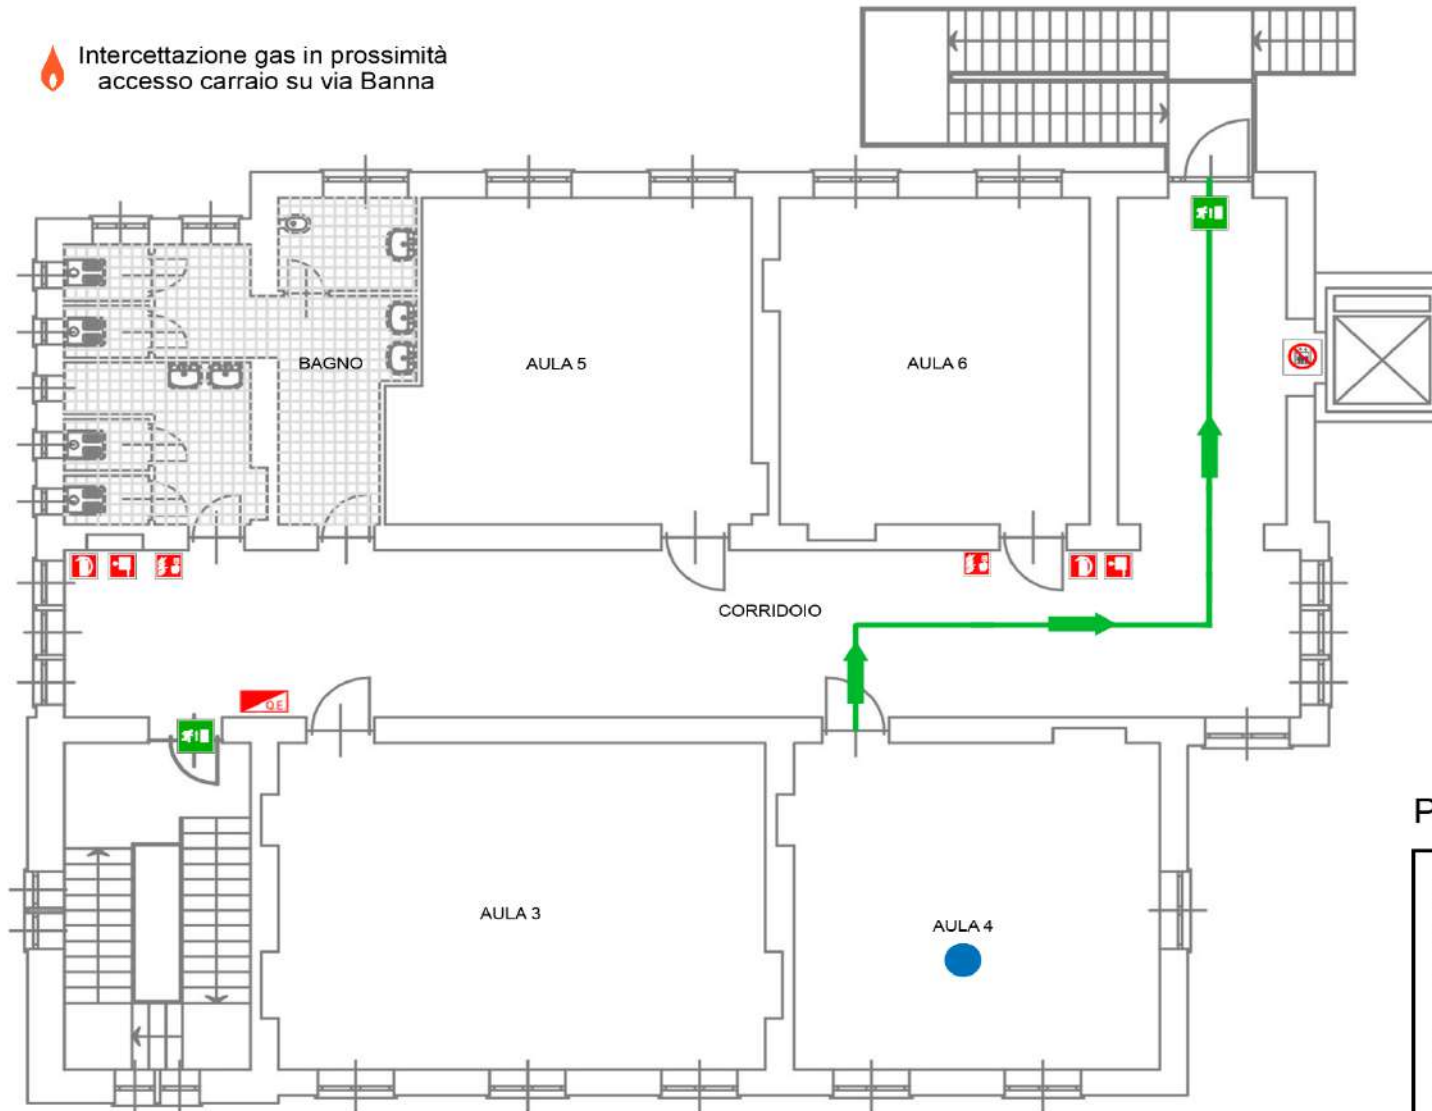 Intercettazione gas in prossimità
accesso carraio su via Banna
BAGNO
AULA 5
AULA 6
CORRIDOIO
Q.E.
P
AULA 3
AULA 4